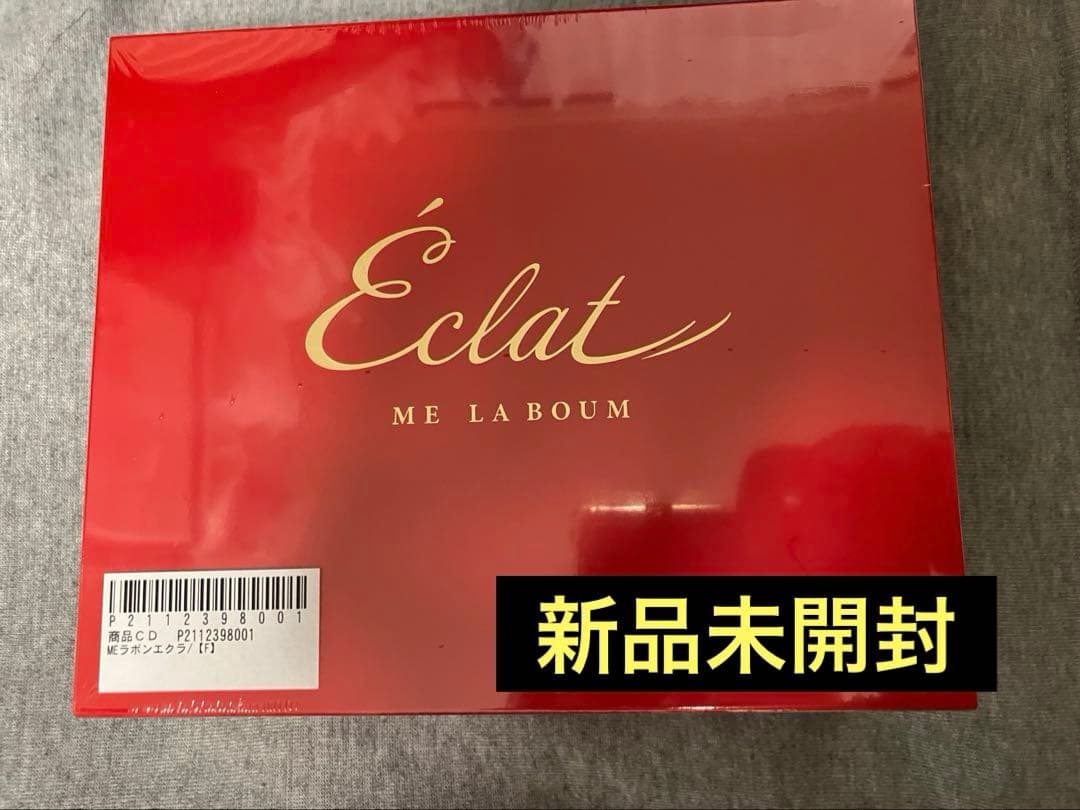 Éclat
ME LA BOUM
P2112398001
商品CD P2112398001
MEラボンエクラ/【F】
新品未開封